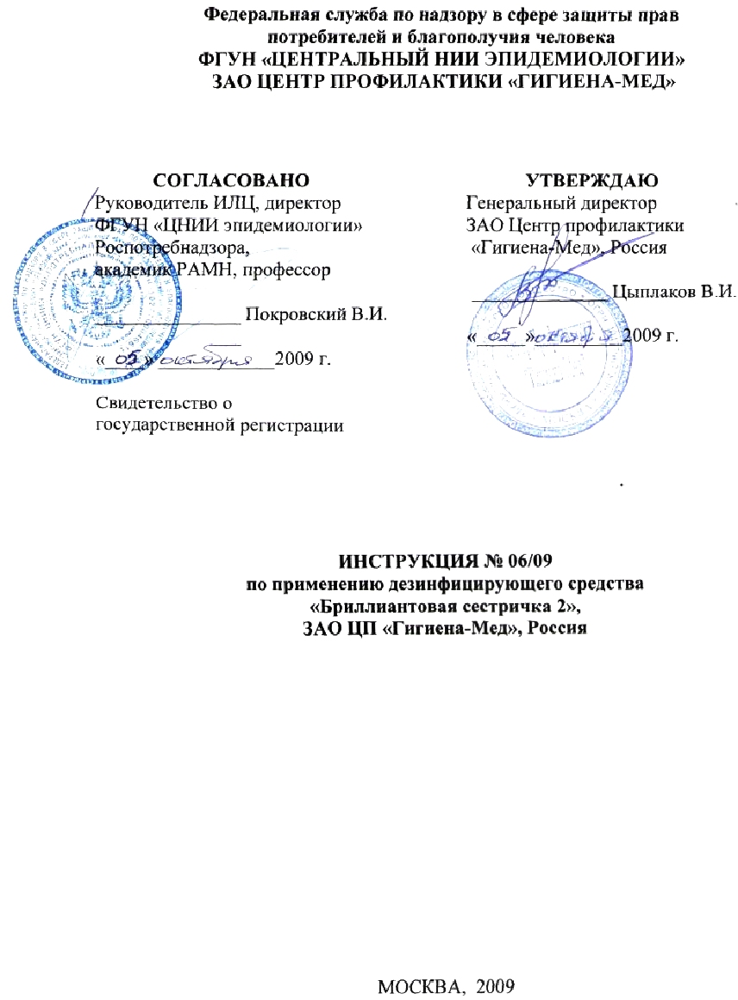 Федеральная служба по надзору в сфере защиты прав
потребителей и благополучия человека
ФГУН «ЦЕНТРАЛЬНЫЙ НИИ ЭПИДЕМИОЛОГИИ»
ЗАО ЦЕНТР ПРОФИЛАКТИКИ «ГИГИЕНА-МЕД»
СОГЛАСОВАНО
Руководитель ИЛЦ, директор
ФГУН «ЦНИИ эпидемиологии»
Роспотребнадзора,
академик РАМН, профессор
Покровский В.И.
« 05 » октября 2009 г.
Свидетельство о
государственной регистрации
УТВЕРЖДАЮ
Генеральный директор
ЗАО Центр профилактики
«Гигиена-Мед», Россия
Цыплаков В.И.
« 05 » октября 2009 г.
ИНСТРУКЦИЯ № 06/09
по применению дезинфицирующего средства
«Бриллиантовая сестричка 2»,
ЗАО ЦП «Гигиена-Мед», Россия
МОСКВА, 2009